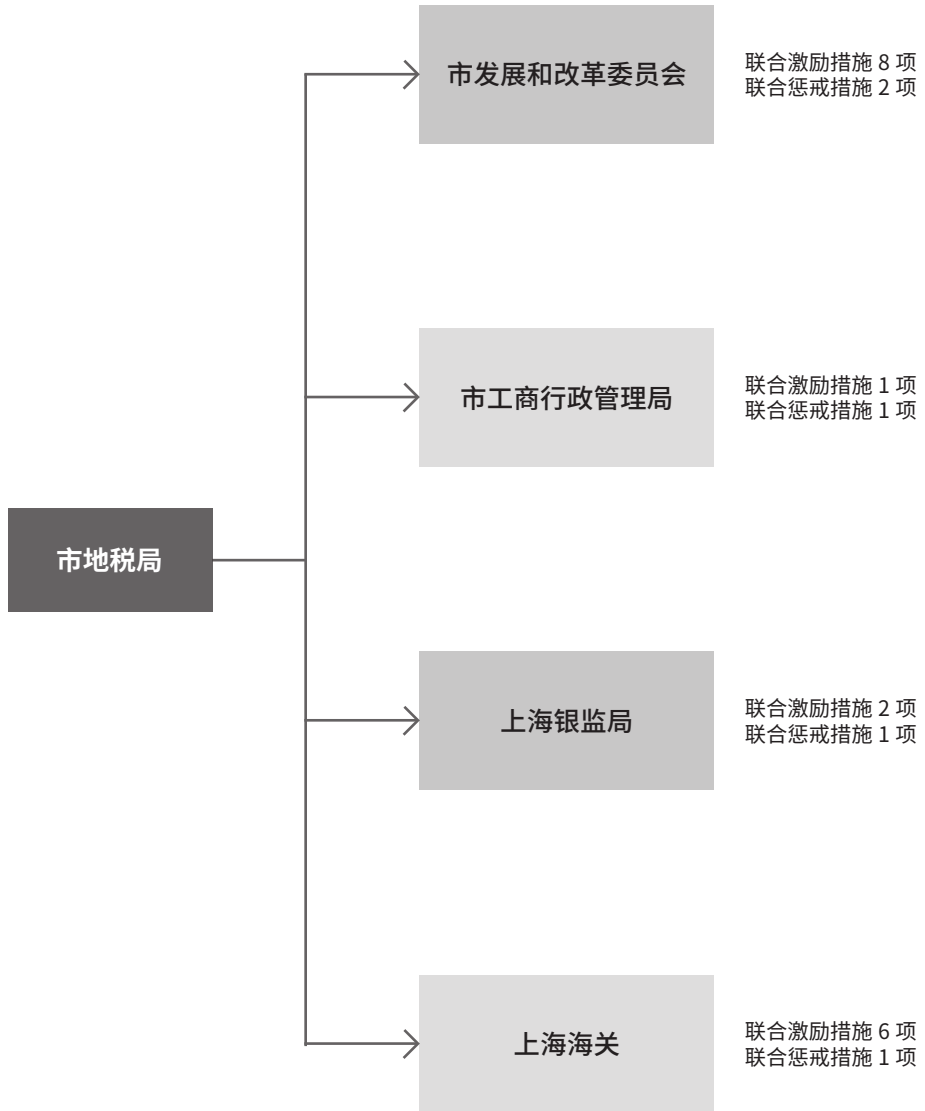 市发展和改革委员会
联合激励措施 8 项
联合惩戒措施 2 项
市工商行政管理局
联合激励措施 1 项
联合惩戒措施 1 项
市地税局
上海银监局
联合激励措施 2 项
联合惩戒措施 1 项
上海海关
联合激励措施 6 项
联合惩戒措施 1 项